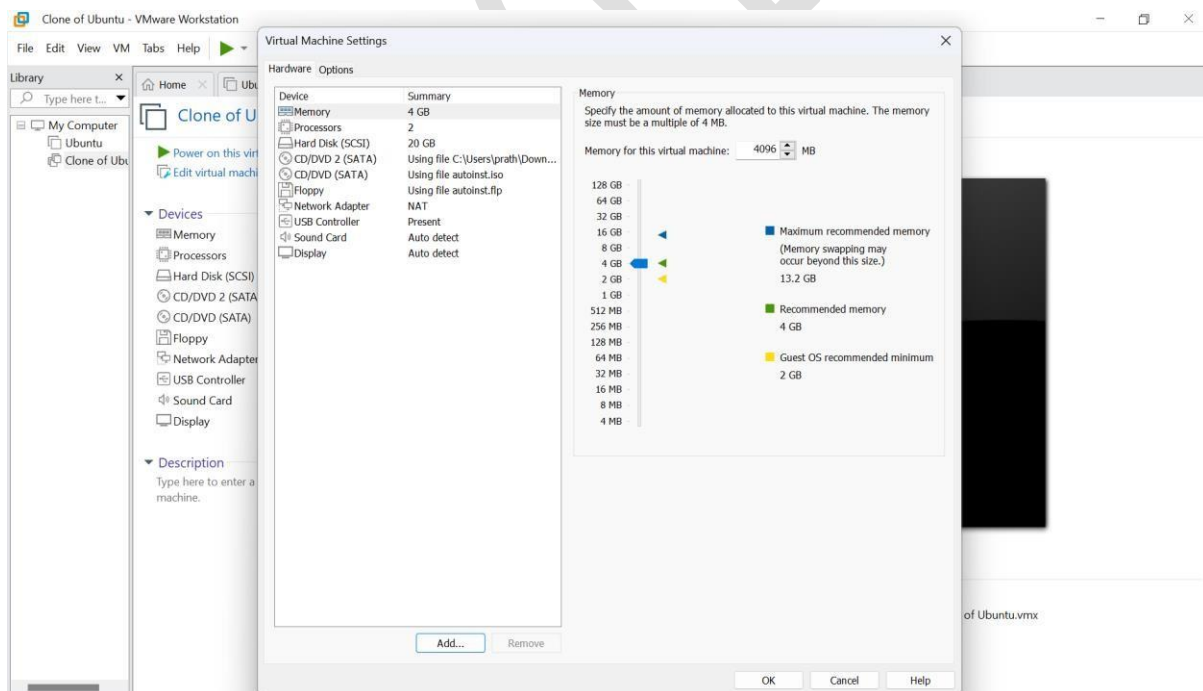 Clone of Ubuntu - VMware Workstation
File Edit View VM Tabs Help
Library
Type here t...
My Computer
Ubuntu
Clone of Ubu
Home
Ubu
Clone of U
Power on this virt
Edit virtual machi
Devices
Memory
Processors
Hard Disk (SCSI)
CD/DVD 2 (SATA
CD/DVD (SATA)
Floppy
Network Adapter
USB Controller
Sound Card
Display
Description
Type here to enter a
machine.
Virtual Machine Settings
Hardware Options
Device Summary
Memory 4 GB
Processors 2
Hard Disk (SCSI) 20 GB
CD/DVD 2 (SATA) Using file C:\Users\prath\Down...
CD/DVD (SATA) Using file autoinst.iso
Floppy Using file autoinst.flp
Network Adapter NAT
USB Controller Present
Sound Card Auto detect
Display Auto detect
Add... Remove
Memory
Specify the amount of memory allocated to this virtual machine. The memory
size must be a multiple of 4 MB.
Memory for this virtual machine: 4096 MB
128 GB
64 GB
32 GB
16 GB
8 GB
4 GB
2 GB
1 GB
512 MB
256 MB
128 MB
64 MB
32 MB
16 MB
8 MB
4 MB
Maximum recommended memory
(Memory swapping may
occur beyond this size.)
13.2 GB
Recommended memory
4 GB
Guest OS recommended minimum
2 GB
of Ubuntu.vmx
OK Cancel Help